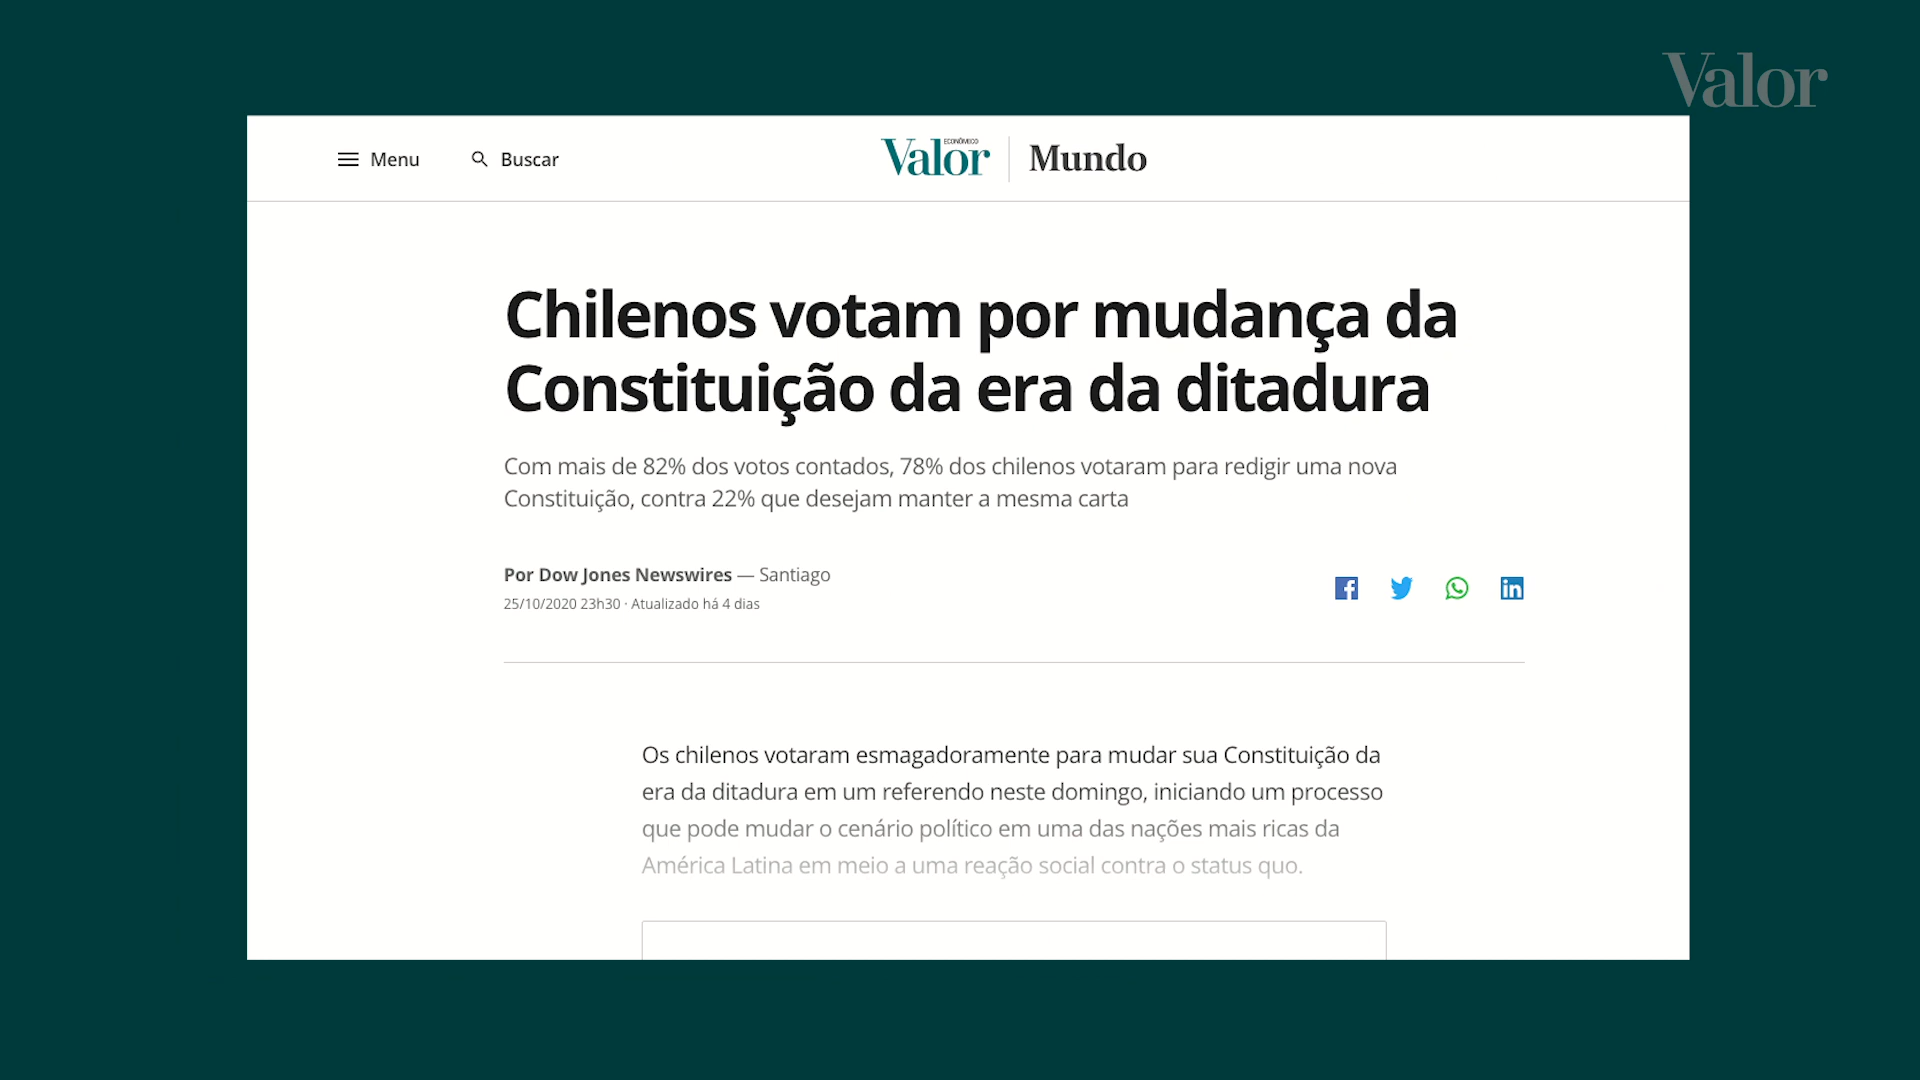 Valor
Menu
Buscar
ECONÔMICO
Valor
Mundo
Chilenos votam por mudança da
Constituição da era da ditadura
Com mais de 82% dos votos contados, 78% dos chilenos votaram para redigir uma nova
Constituição, contra 22% que desejam manter a mesma carta
Por Dow Jones Newswires — Santiago
25/10/2020 23h30 · Atualizado há 4 dias
Os chilenos votaram esmagadoramente para mudar sua Constituição da
era da ditadura em um referendo neste domingo, iniciando um processo
que pode mudar o cenário político em uma das nações mais ricas da
América Latina em meio a uma reação social contra o status quo.